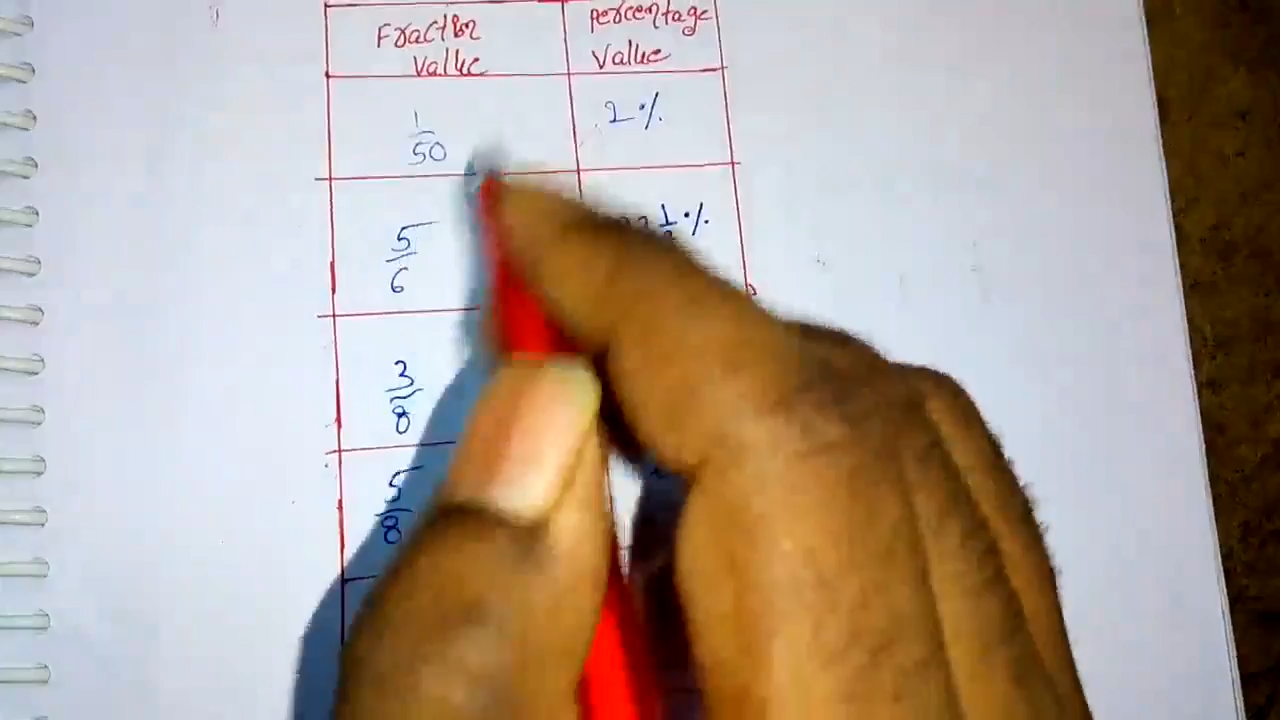 Fraction percentage
Value Value
1/50 2%
5/6
3/8
5/8